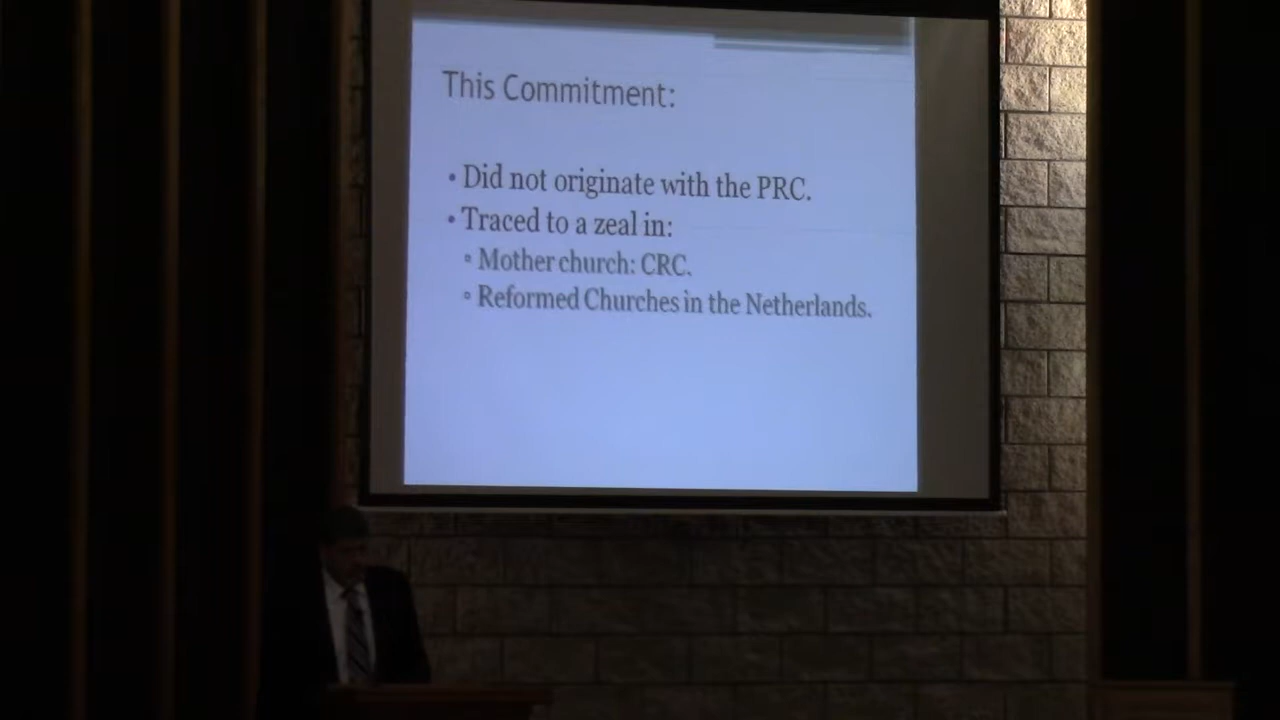 This Commitment:
• Did not originate with the PRC.
• Traced to a zeal in:
▫ Mother church: CRC.
▫ Reformed Churches in the Netherlands.